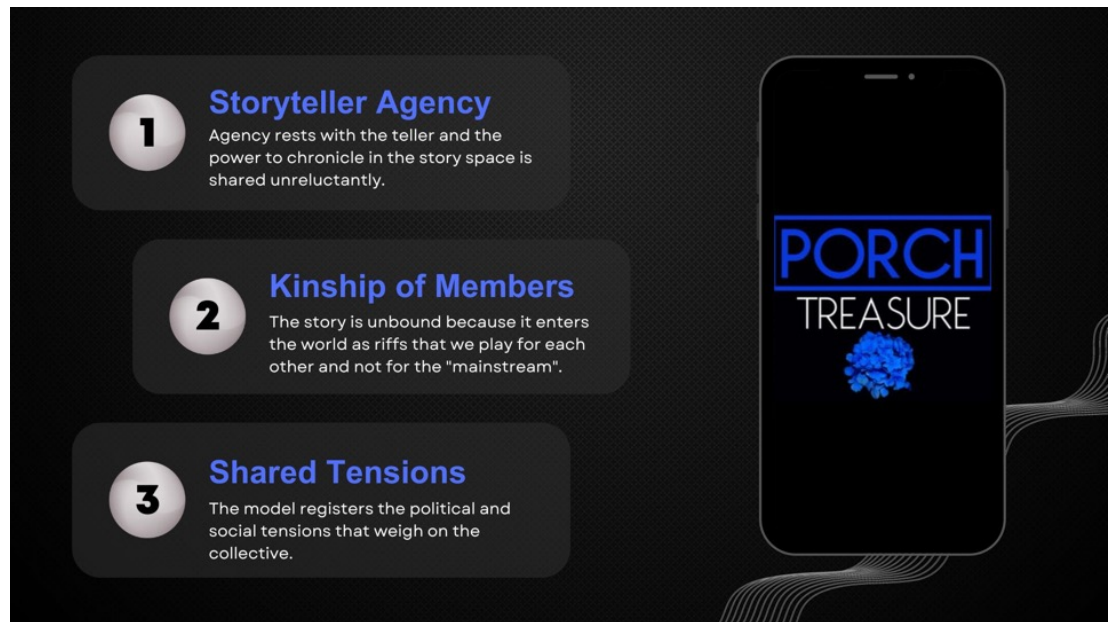 1
Storyteller Agency
Agency rests with the teller and the
power to chronicle in the story space is
shared unreluctantly.
2
Kinship of Members
The story is unbound because it enters
the world as riffs that we play for each
other and not for the "mainstream".
3
Shared Tensions
The model registers the political and
social tensions that weigh on the
collective.
PORCH
TREASURE